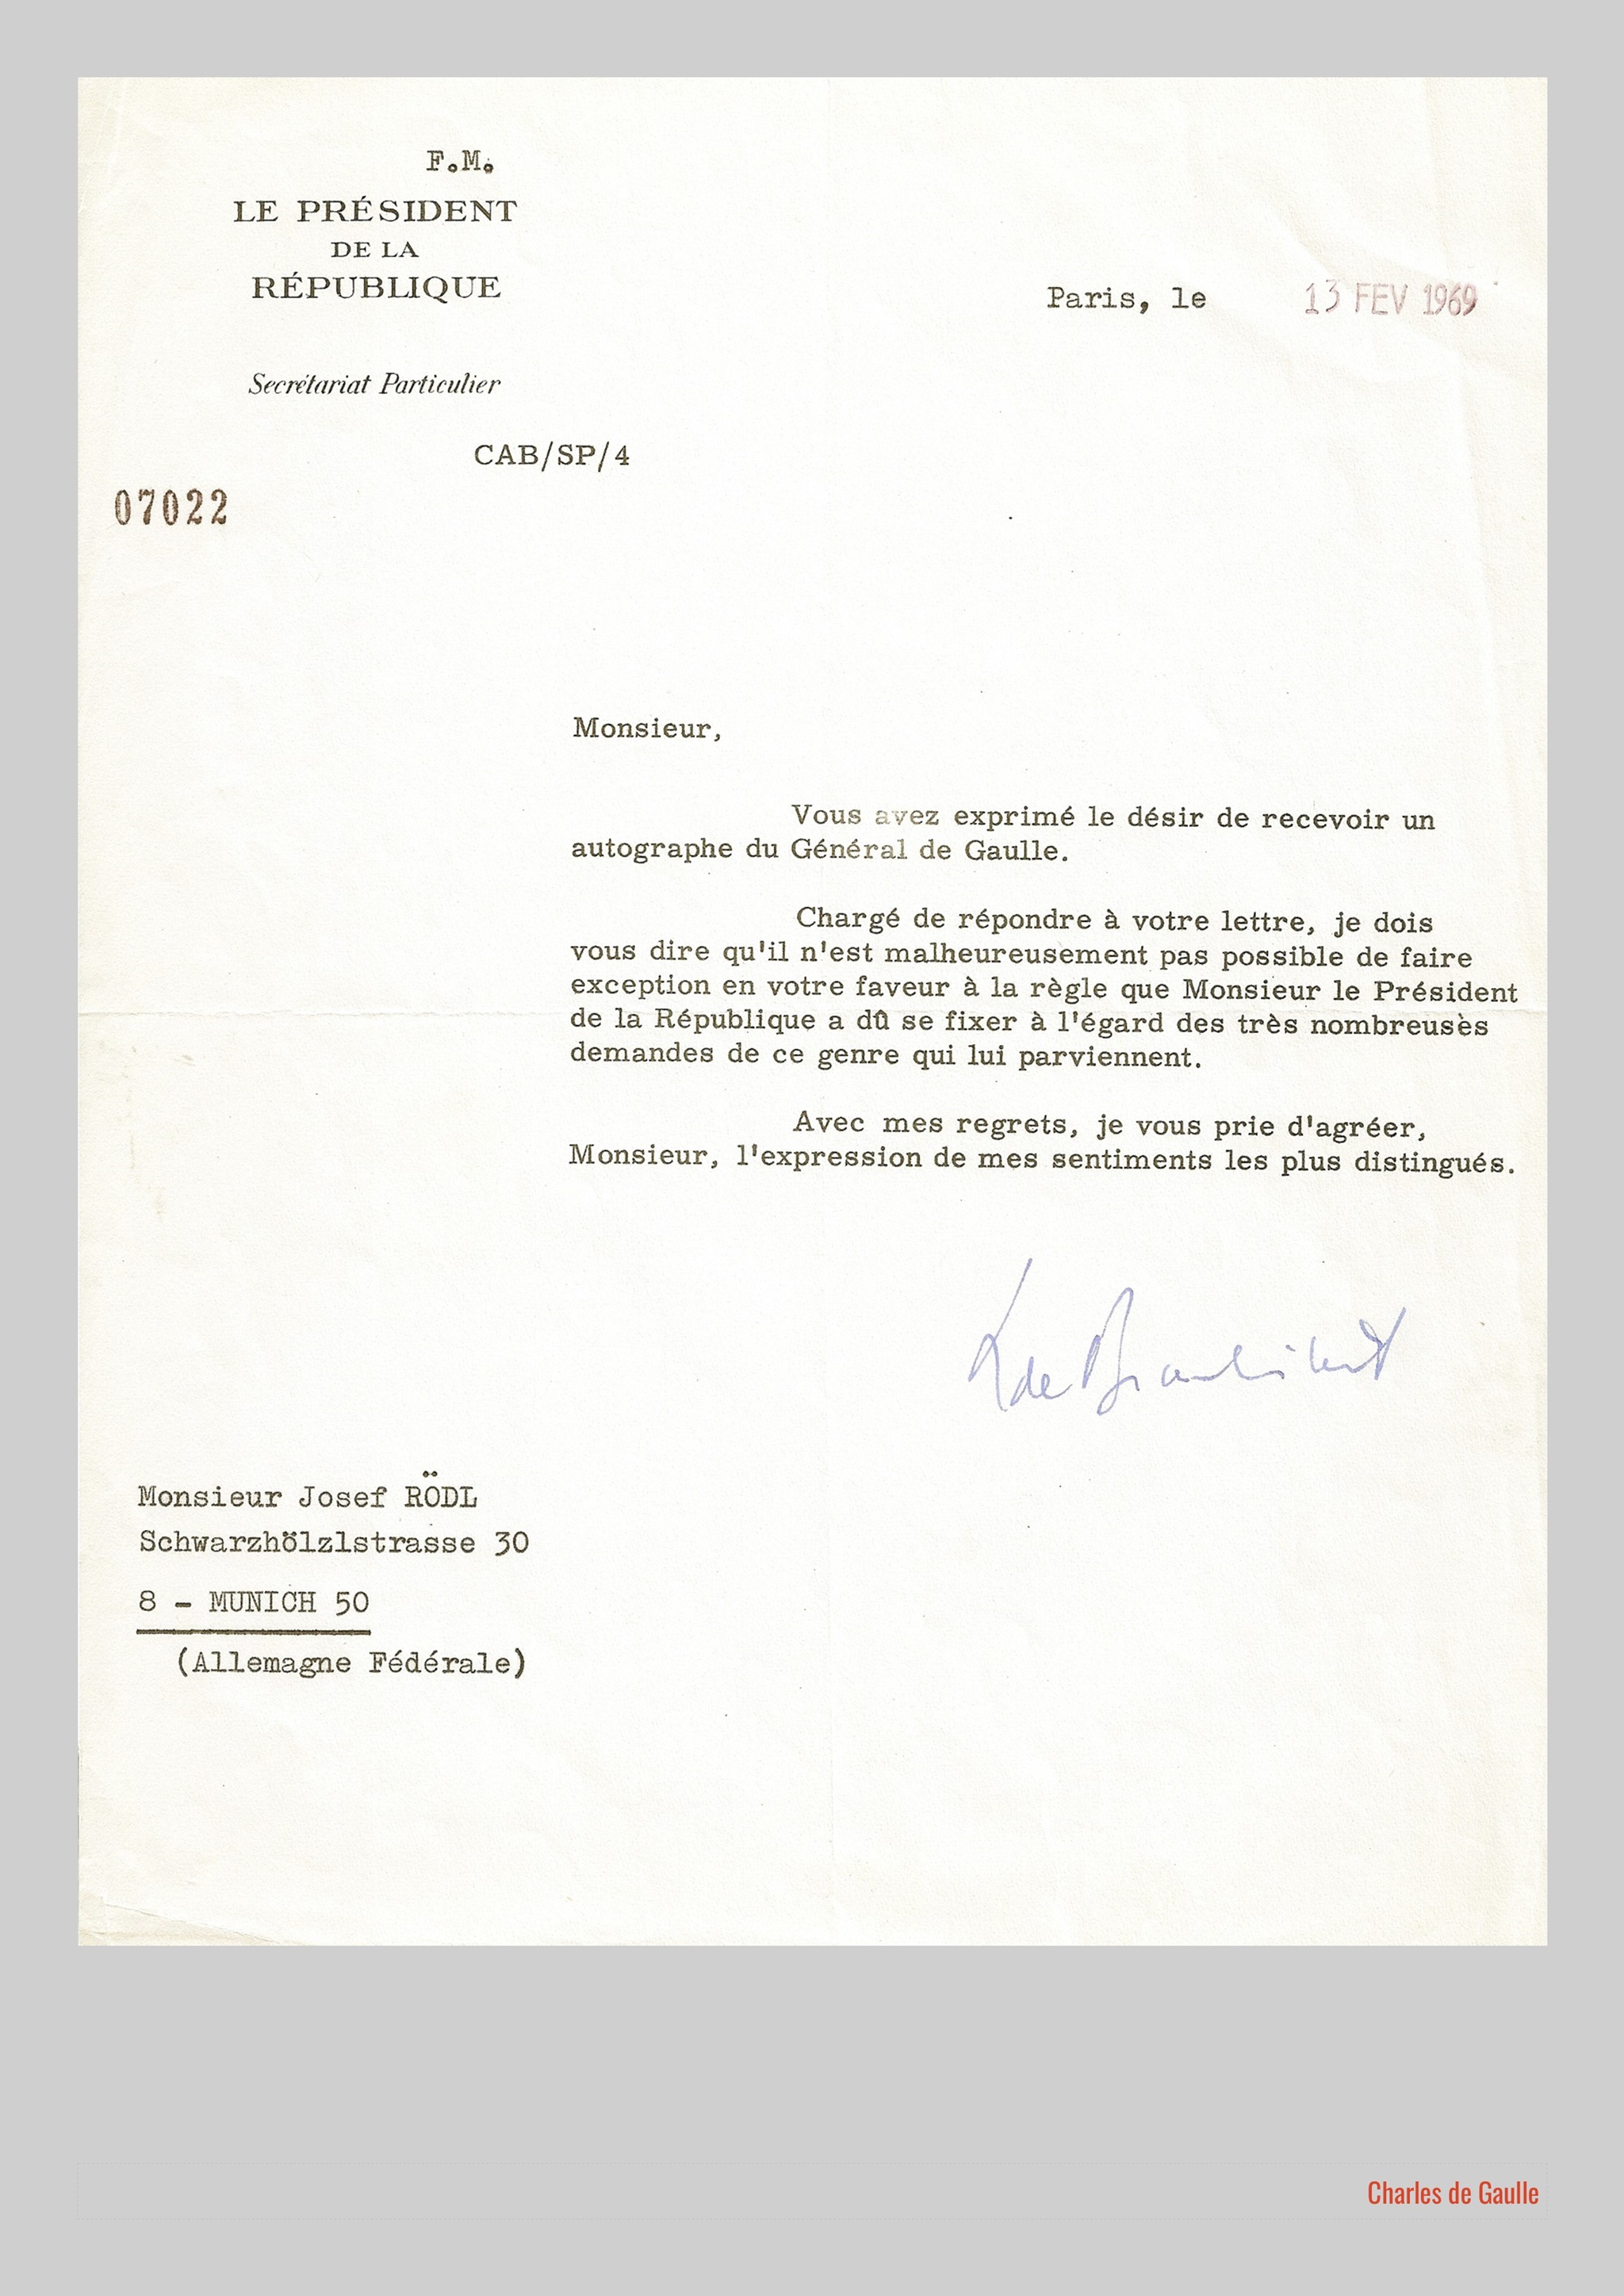 F.M.
LE PRÉSIDENT
DE LA
RÉPUBLIQUE
Paris, le 13 FEV 1969
Secrétariat Particulier
CAB/SP/4
07022
Monsieur,
Vous avez exprimé le désir de recevoir un
autographe du Général de Gaulle.
Chargé de répondre à votre lettre, je dois
vous dire qu'il n'est malheureusement pas possible de faire
exception en votre faveur à la règle que Monsieur le Président
de la République a dû se fixer à l'égard des très nombreuses
demandes de ce genre qui lui parviennent.
Avec mes regrets, je vous prie d'agréer,
Monsieur, l'expression de mes sentiments les plus distingués.
de
Monsieur Josef RÖDL
Schwarzhölzlstrasse 30
8 - MUNICH 50
(Allemagne Fédérale)
Charles de Gaulle